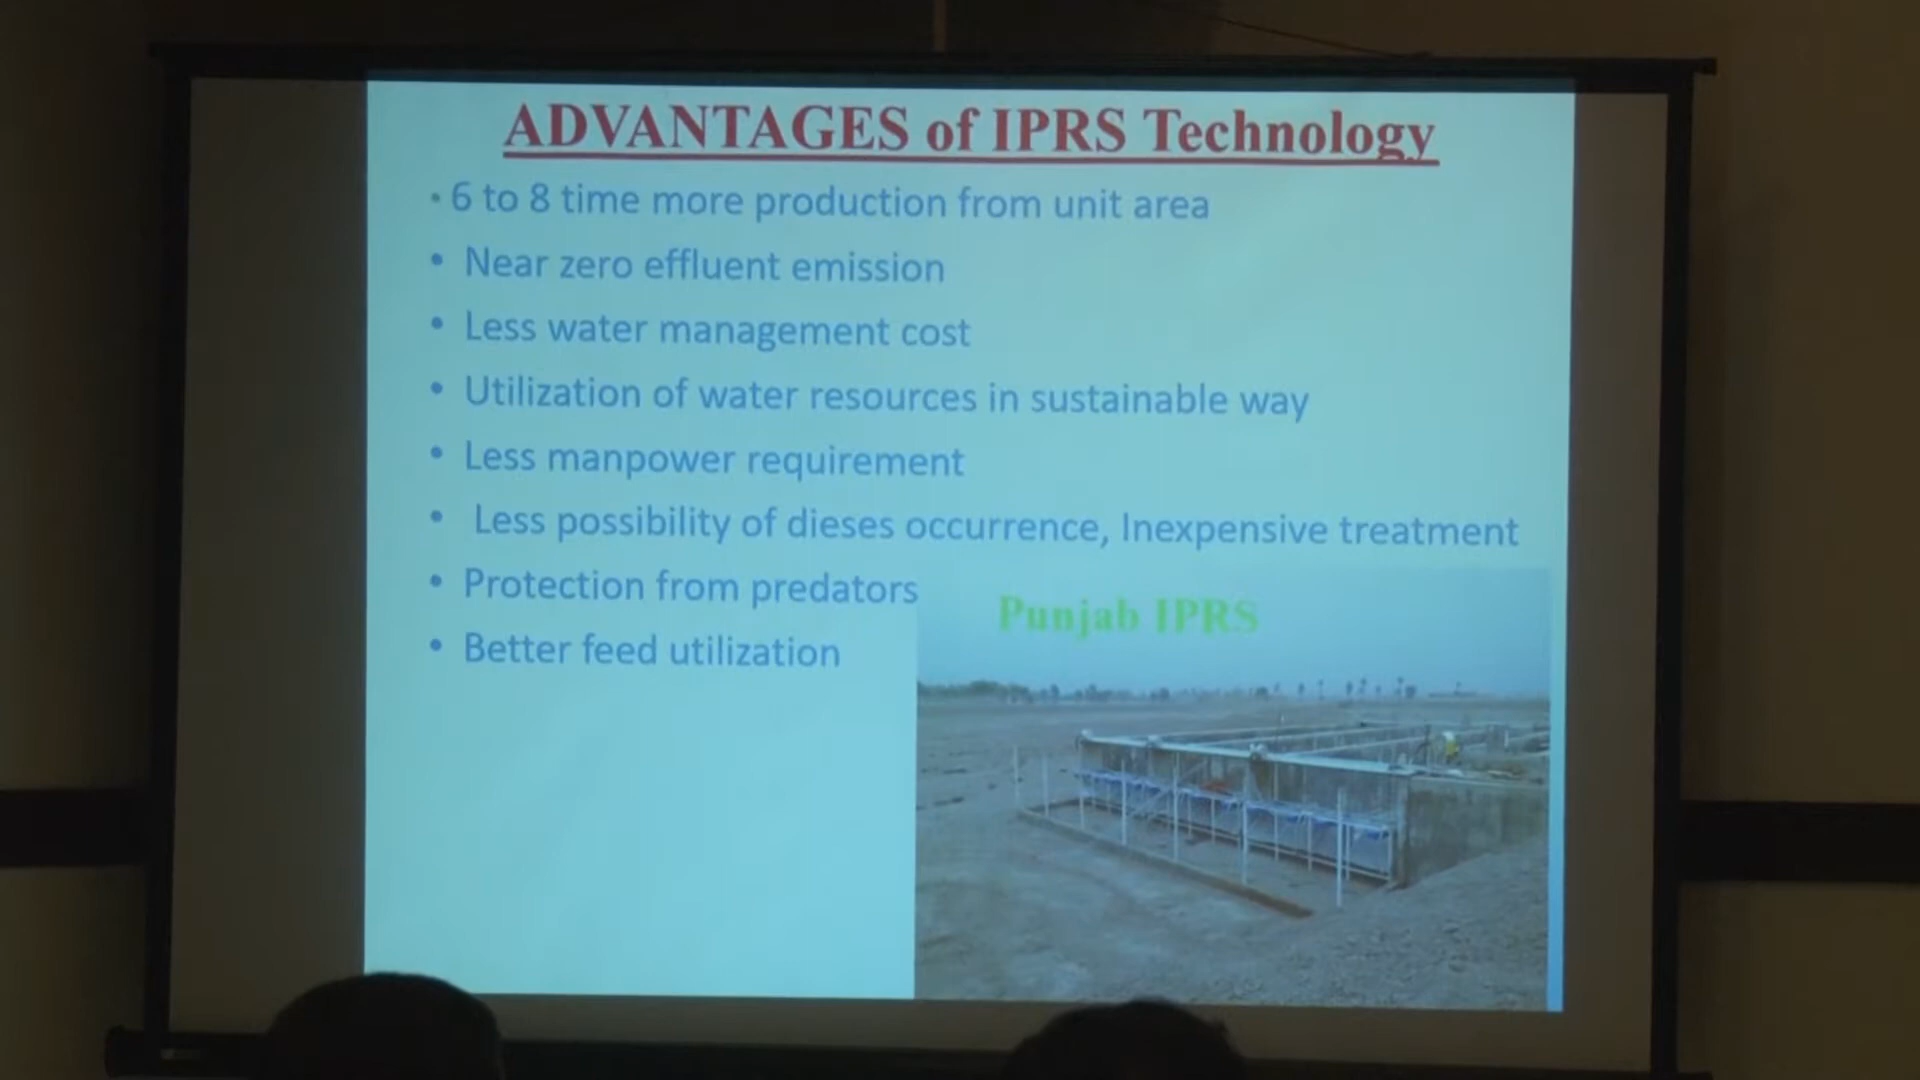 ADVANTAGES of IPRS Technology
• 6 to 8 time more production from unit area
• Near zero effluent emission
• Less water management cost
• Utilization of water resources in sustainable way
• Less manpower requirement
• Less possibility of dieses occurrence, Inexpensive treatment
• Protection from predators
• Better feed utilization
Punjab IPRS